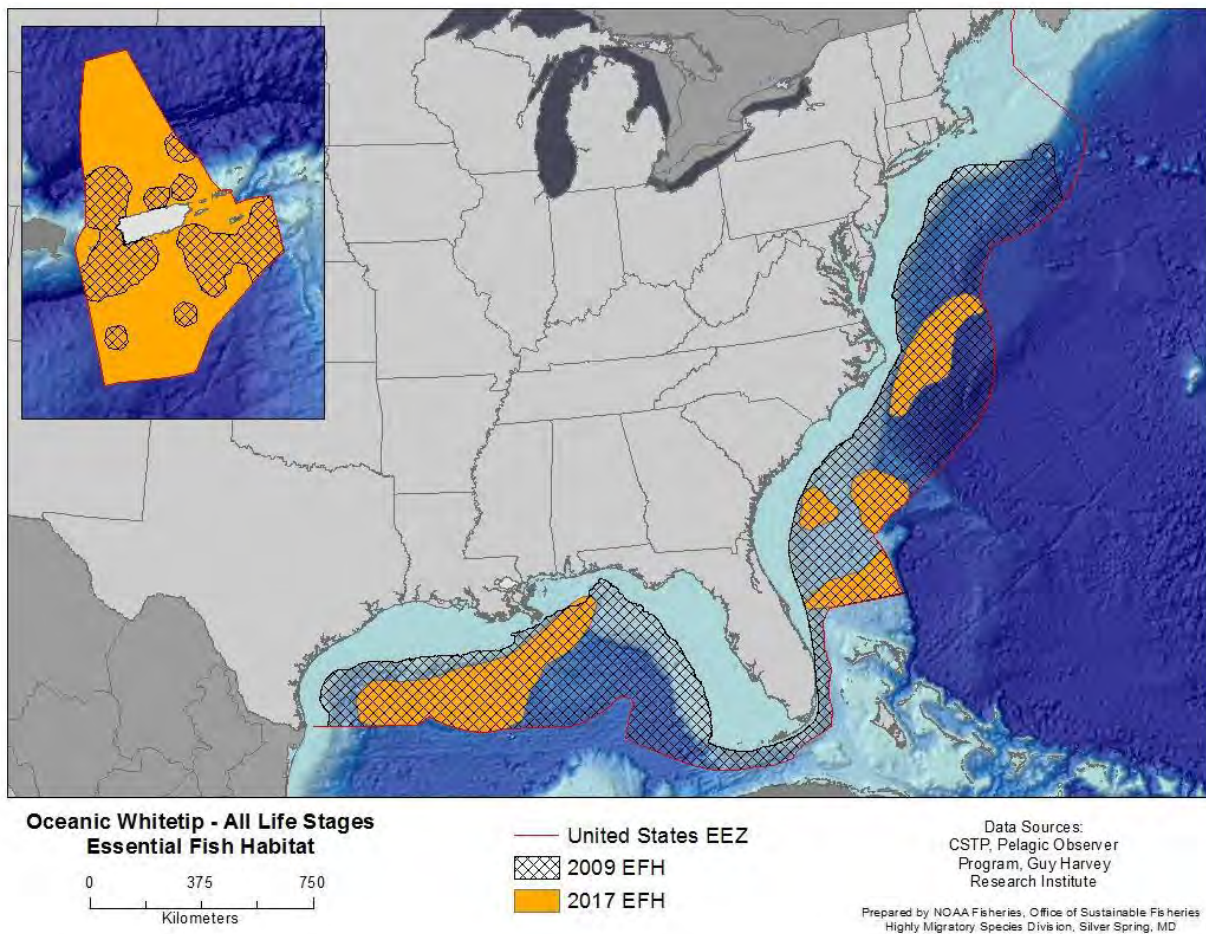 Oceanic Whitetip - All Life Stages
Essential Fish Habitat
0 375 750
Kilometers
United States EEZ
2009 EFH
2017 EFH
Data Sources:
CSTP, Pelagic Observer
Program, Guy Harvey
Research Institute
Prepared by NOAA Fisheries, Office of Sustainable Fisheries
Highly Migratory Species Division, Silver Spring, MD